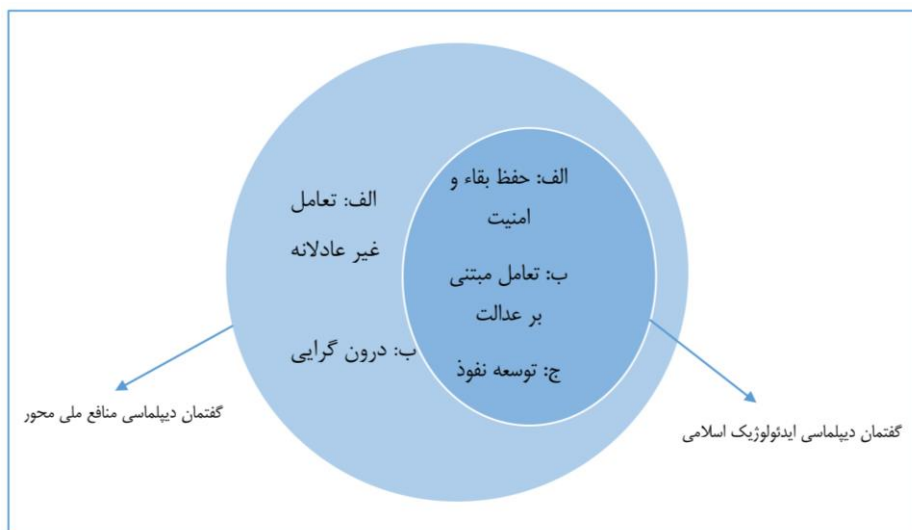 الف: حفظ بقاء و
امنیت
ب: تعامل مبتنی
بر عدالت
ج: توسعه نفوذ
الف: تعامل
غیر عادلانه
ب: درون گرایی
گفتمان دیپلماسی ایدئولوژیک اسلامی
گفتمان دیپلماسی منافع ملی محور